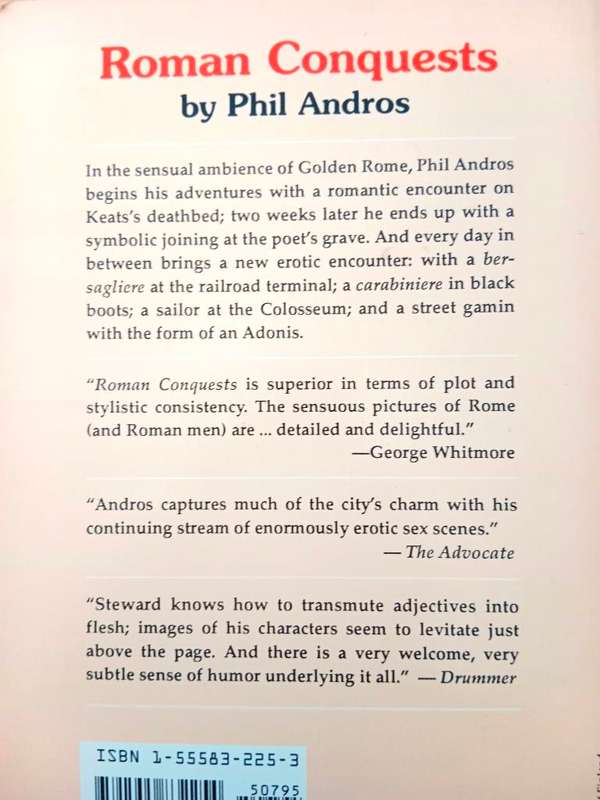 Roman Conquests
by Phil Andros
In the sensual ambience of Golden Rome, Phil Andros
begins his adventures with a romantic encounter on
Keats's deathbed; two weeks later he ends up with a
symbolic joining at the poet's grave. And every day in
between brings a new erotic encounter: with a ber-
sagliere at the railroad terminal; a carabiniere in black
boots; a sailor at the Colosseum; and a street gamin
with the form of an Adonis.
"Roman Conquests is superior in terms of plot and
stylistic consistency. The sensuous pictures of Rome
(and Roman men) are ... detailed and delightful."
—George Whitmore
"Andros captures much of the city's charm with his
continuing stream of enormously erotic sex scenes."
— The Advocate
"Steward knows how to transmute adjectives into
flesh; images of his characters seem to levitate just
above the page. And there is a very welcome, very
subtle sense of humor underlying it all." — Drummer
ISBN 1-55583-225-3
50795